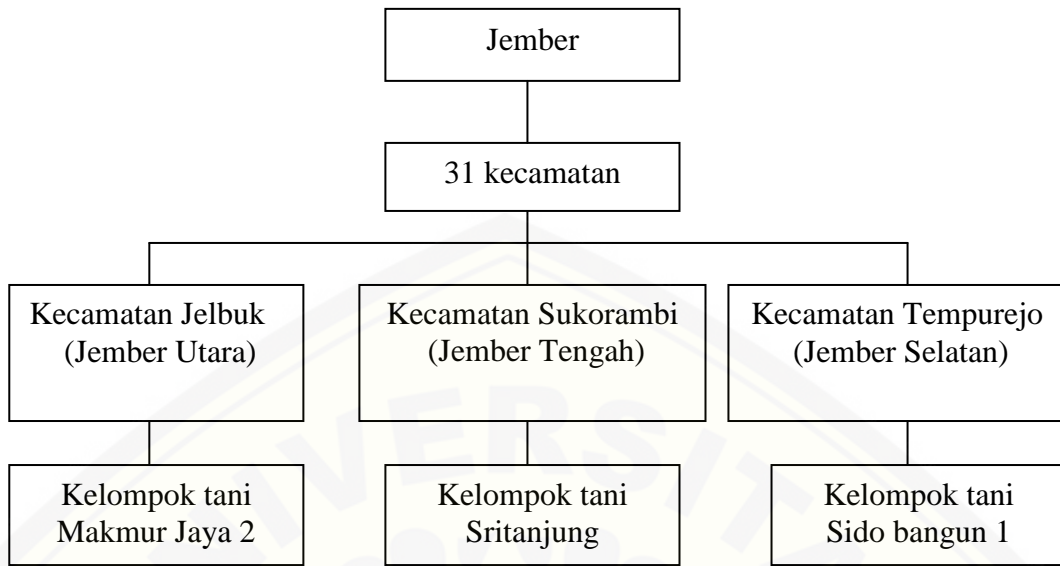 Jember
31 kecamatan
Kecamatan Jelbuk
(Jember Utara)
Kecamatan Sukorambi
(Jember Tengah)
Kecamatan Tempurejo
(Jember Selatan)
Kelompok tani
Makmur Jaya 2
Kelompok tani
Sritanjung
Kelompok tani
Sido bangun 1